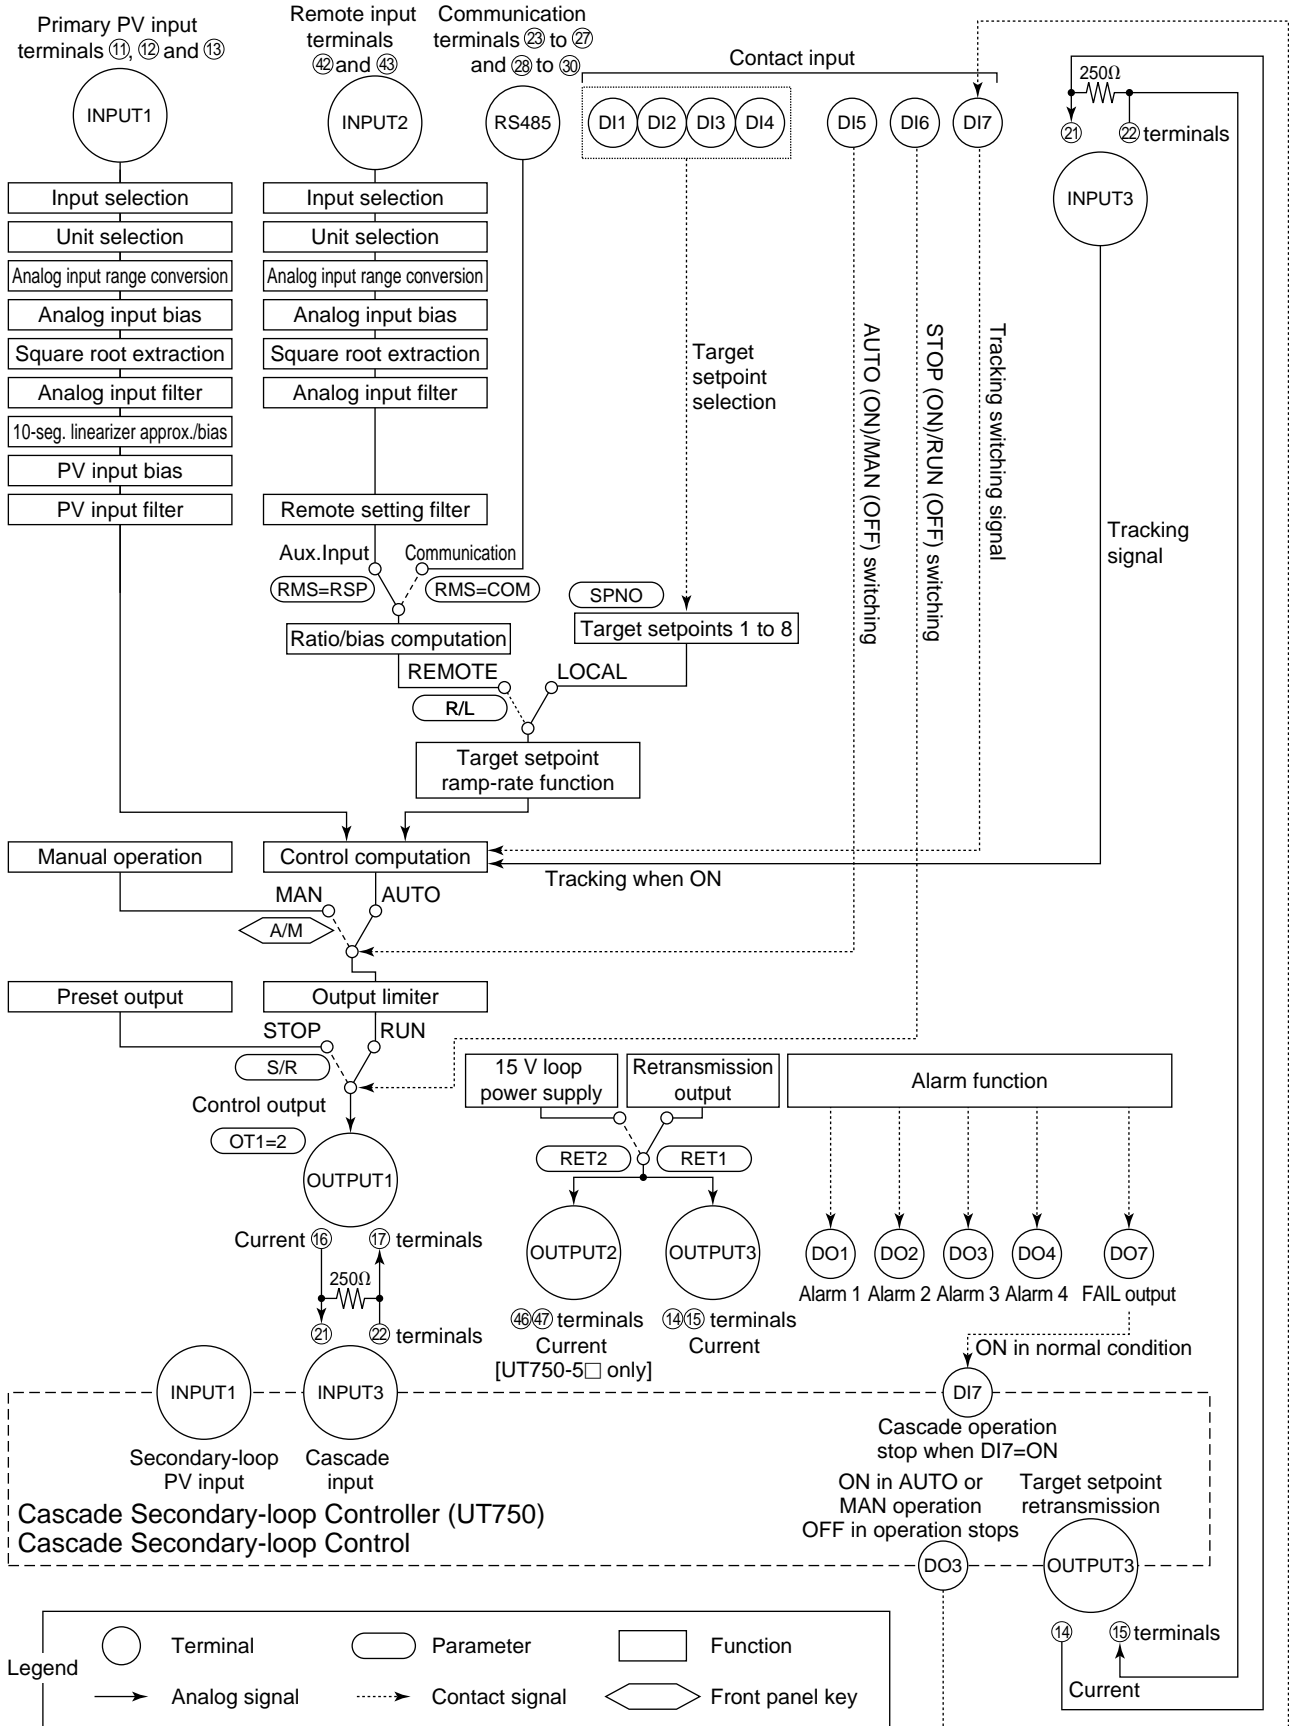 Primary PV input
terminals ⑪, ⑫ and ⑬
Remote input
terminals
㊷ and ㊸
Communication
terminals ㉓ to ㉗
and ㉘ to ㉚
Contact input
250Ω
㉑ ㉒ terminals
INPUT1
INPUT2
RS485
DI1 DI2 DI3 DI4
DI5
DI6
DI7
INPUT3
Input selection
Unit selection
Analog input range conversion
Analog input bias
Square root extraction
Analog input filter
10-seg. linearizer approx./bias
PV input bias
PV input filter
Input selection
Unit selection
Analog input range conversion
Analog input bias
Square root extraction
Analog input filter
Remote setting filter
Target
setpoint
selection
AUTO (ON)/MAN (OFF) switching
STOP (ON)/RUN (OFF) switching
Tracking switching signal
Tracking
signal
Aux.Input
Communication
RMS=RSP
RMS=COM
SPNO
Ratio/bias computation
Target setpoints 1 to 8
REMOTE
LOCAL
R/L
Target setpoint
ramp-rate function
Manual operation
Control computation
Tracking when ON
MAN
AUTO
A/M
Preset output
Output limiter
STOP
RUN
S/R
Control output
OT1=2
OUTPUT1
15 V loop
power supply
Retransmission
output
Alarm function
RET2
RET1
OUTPUT2
OUTPUT3
DO1
DO2
DO3
DO4
DO7
Alarm 1
Alarm 2
Alarm 3
Alarm 4
FAIL output
Current ⑯
⑰ terminals
250Ω
㉑
㉒ terminals
㊻㊼ terminals
Current
[UT750-5□ only]
⑭⑮ terminals
Current
ON in normal condition
INPUT1
INPUT3
DI7
Secondary-loop
PV input
Cascade
input
Cascade operation
stop when DI7=ON
ON in AUTO or
MAN operation
OFF in operation stops
Target setpoint
retransmission
Cascade Secondary-loop Controller (UT750)
Cascade Secondary-loop Control
DO3
OUTPUT3
⑭
⑮ terminals
Current
Legend
Terminal
Parameter
Function
Analog signal
Contact signal
Front panel key